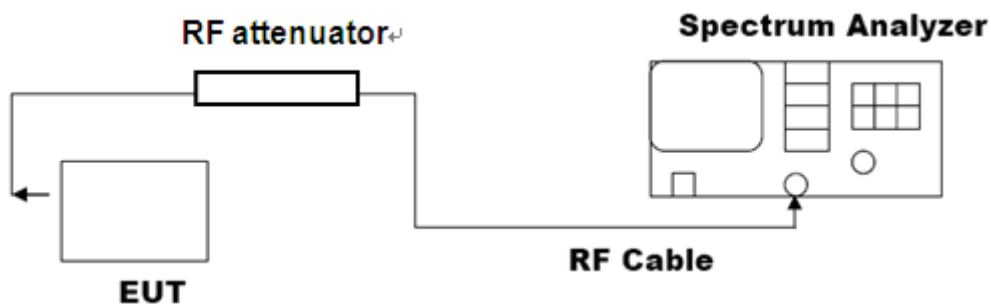 RF attenuator↵
Spectrum Analyzer
RF Cable
EUT